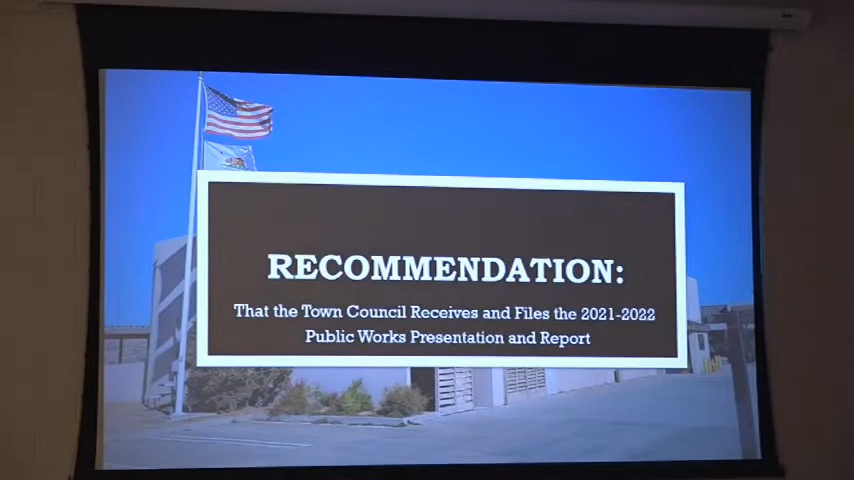 RECOMMENDATION:
That the Town Council Receives and Files the 2021-2022
Public Works Presentation and Report